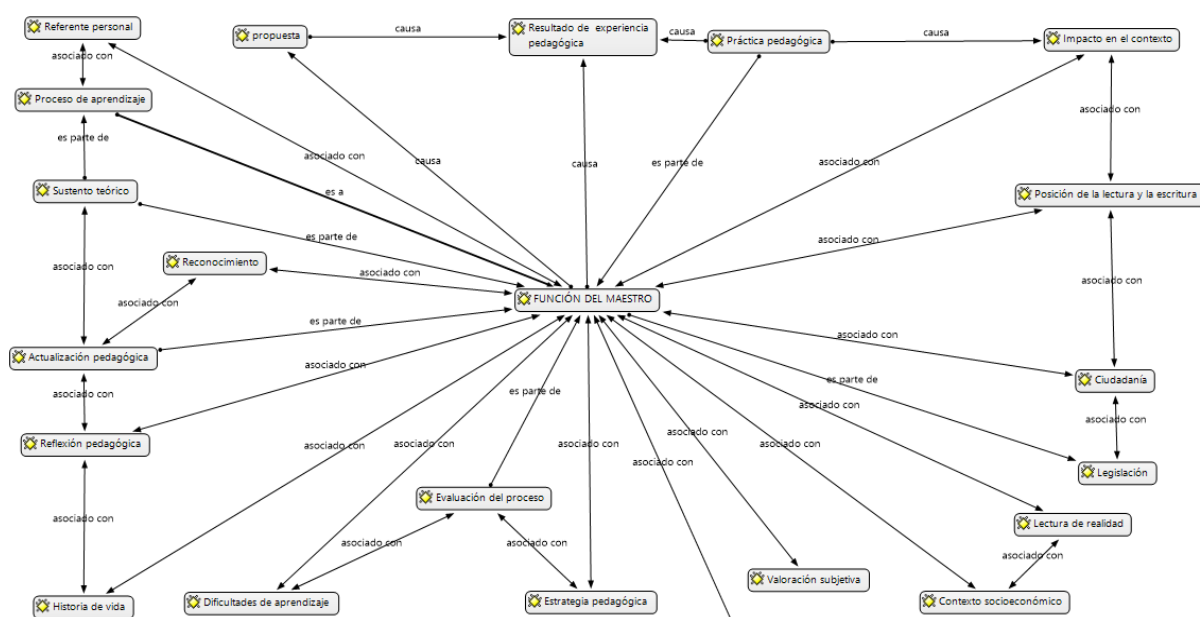 Referente personal
propuesta
causa
Resultado de experiencia
pedagógica
causa
Práctica pedagógica
causa
Impacto en el contexto
asociado con
Proceso de aprendizaje
asociado con
es parte de
asociado con
causa
causa
es parte de
asociado con
Sustento teórico
es a
Posición de la lectura y la escritura
es parte de
asociado con
asociado con
Reconocimiento
asociado con
asociado con
asociado con
FUNCIÓN DEL MAESTRO
es parte de
asociado con
Actualización pedagógica
asociado con
es parte de
Ciudadanía
asociado con
es parte de
asociado con
asociado con
Reflexión pedagógica
asociado con
asociado con
asociado con
asociado con
asociado con
asociado con
Legislación
Evaluación del proceso
asociado con
Lectura de realidad
asociado con
asociado con
asociado con
Historia de vida
Dificultades de aprendizaje
Estrategia pedagógica
Valoración subjetiva
Contexto socioeconómico